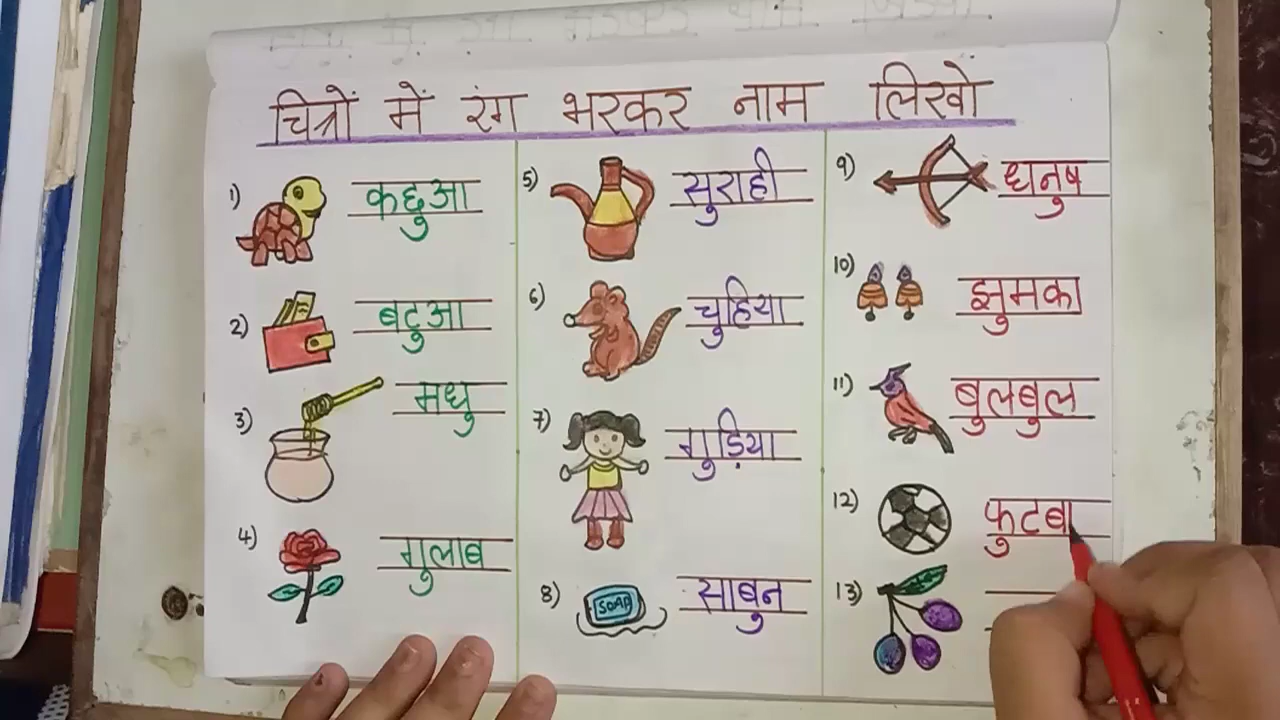 चित्रों में रंग भरकर नाम लिखो
1) कछुआ
2) बटुआ
3) मधु
4) गुलाब
5) सुराही
6) चुहिया
7) गुड़िया
8) साबुन
SOAP
9) धनुष
10) झुमका
11) बुलबुल
12) फुटबा
13)